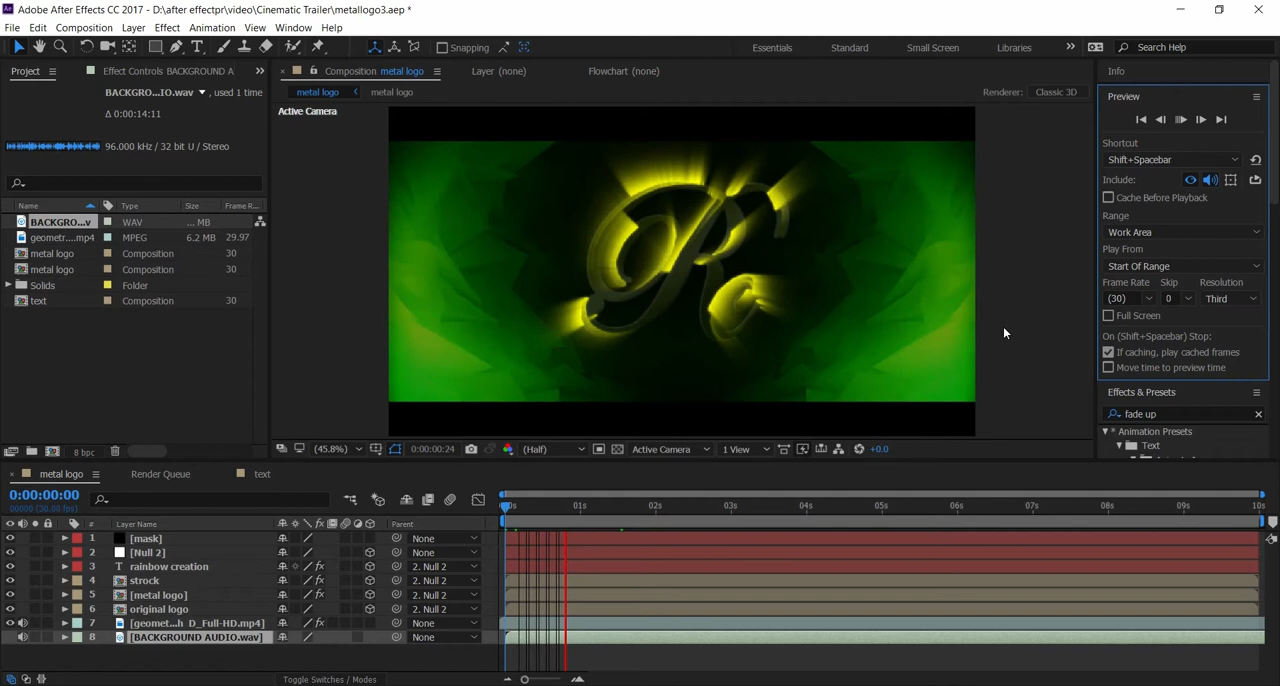 Adobe After Effects CC 2017 - D:\after effectpr\video\Cinematic Trailer\metallogo3.aep *
File Edit Composition Layer Effect Animation View Window Help
Snapping Essentials Standard Small Screen Libraries Search Help
Project Effect Controls BACKGROUND A
BACKGRO...IO.wav , used 1 time
Δ 0:00:14:11
96.000 kHz / 32 bit U / Stereo
Name Type Size Frame R...
BACKGRO...v WAV ... MB
geometr....mp4 MPEG 6.2 MB 29.97
metal logo Composition 30
metal logo Composition 30
Solids Folder
text Composition 30
8 bpc
Composition metal logo Layer (none) Flowchart (none)
metal logo metal logo Renderer: Classic 3D
Active Camera
R
(45.8%) 0:00:00:24 (Half) Active Camera 1 View +0.0
Info
Preview
Shortcut
Shift+Spacebar
Include:
Cache Before Playback
Range
Work Area
Play From
Start Of Range
Frame Rate Skip Resolution
(30) 0 Third
Full Screen
On (Shift+Spacebar) Stop:
If caching, play cached frames
Move time to preview time
Effects & Presets
fade up
Animation Presets
Text
metal logo Render Queue text
0:00:00:00
00000 (30.00 fps)
01s 02s 03s 04s 05s 06s 07s 08s 09s 10s
# Layer Name Parent
1 [mask] None
2 [Null 2] None
3 T rainbow creation 2. Null 2
4 strock 2. Null 2
5 [metal logo] 2. Null 2
6 original logo 2. Null 2
7 [geomet...h D_Full-HD.mp4] None
8 [BACKGROUND AUDIO.wav] None
Toggle Switches / Modes